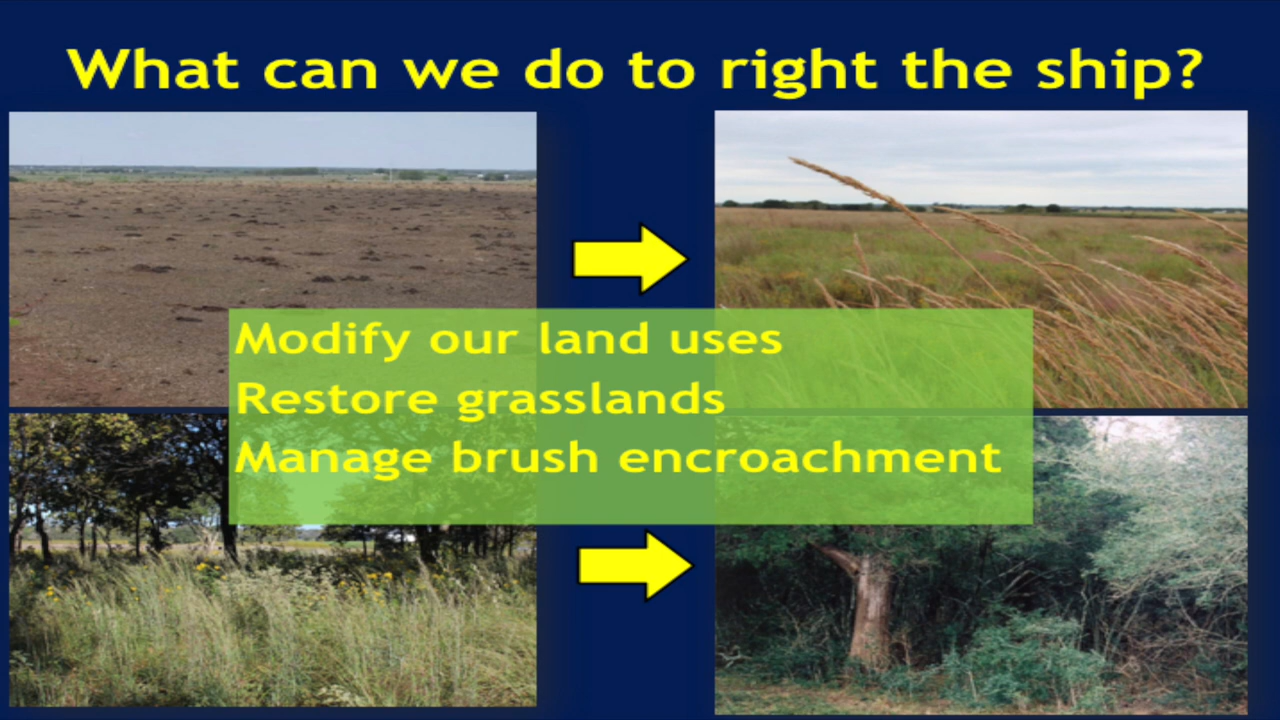 What can we do to right the ship?
Modify our land uses
Restore grasslands
Manage brush encroachment